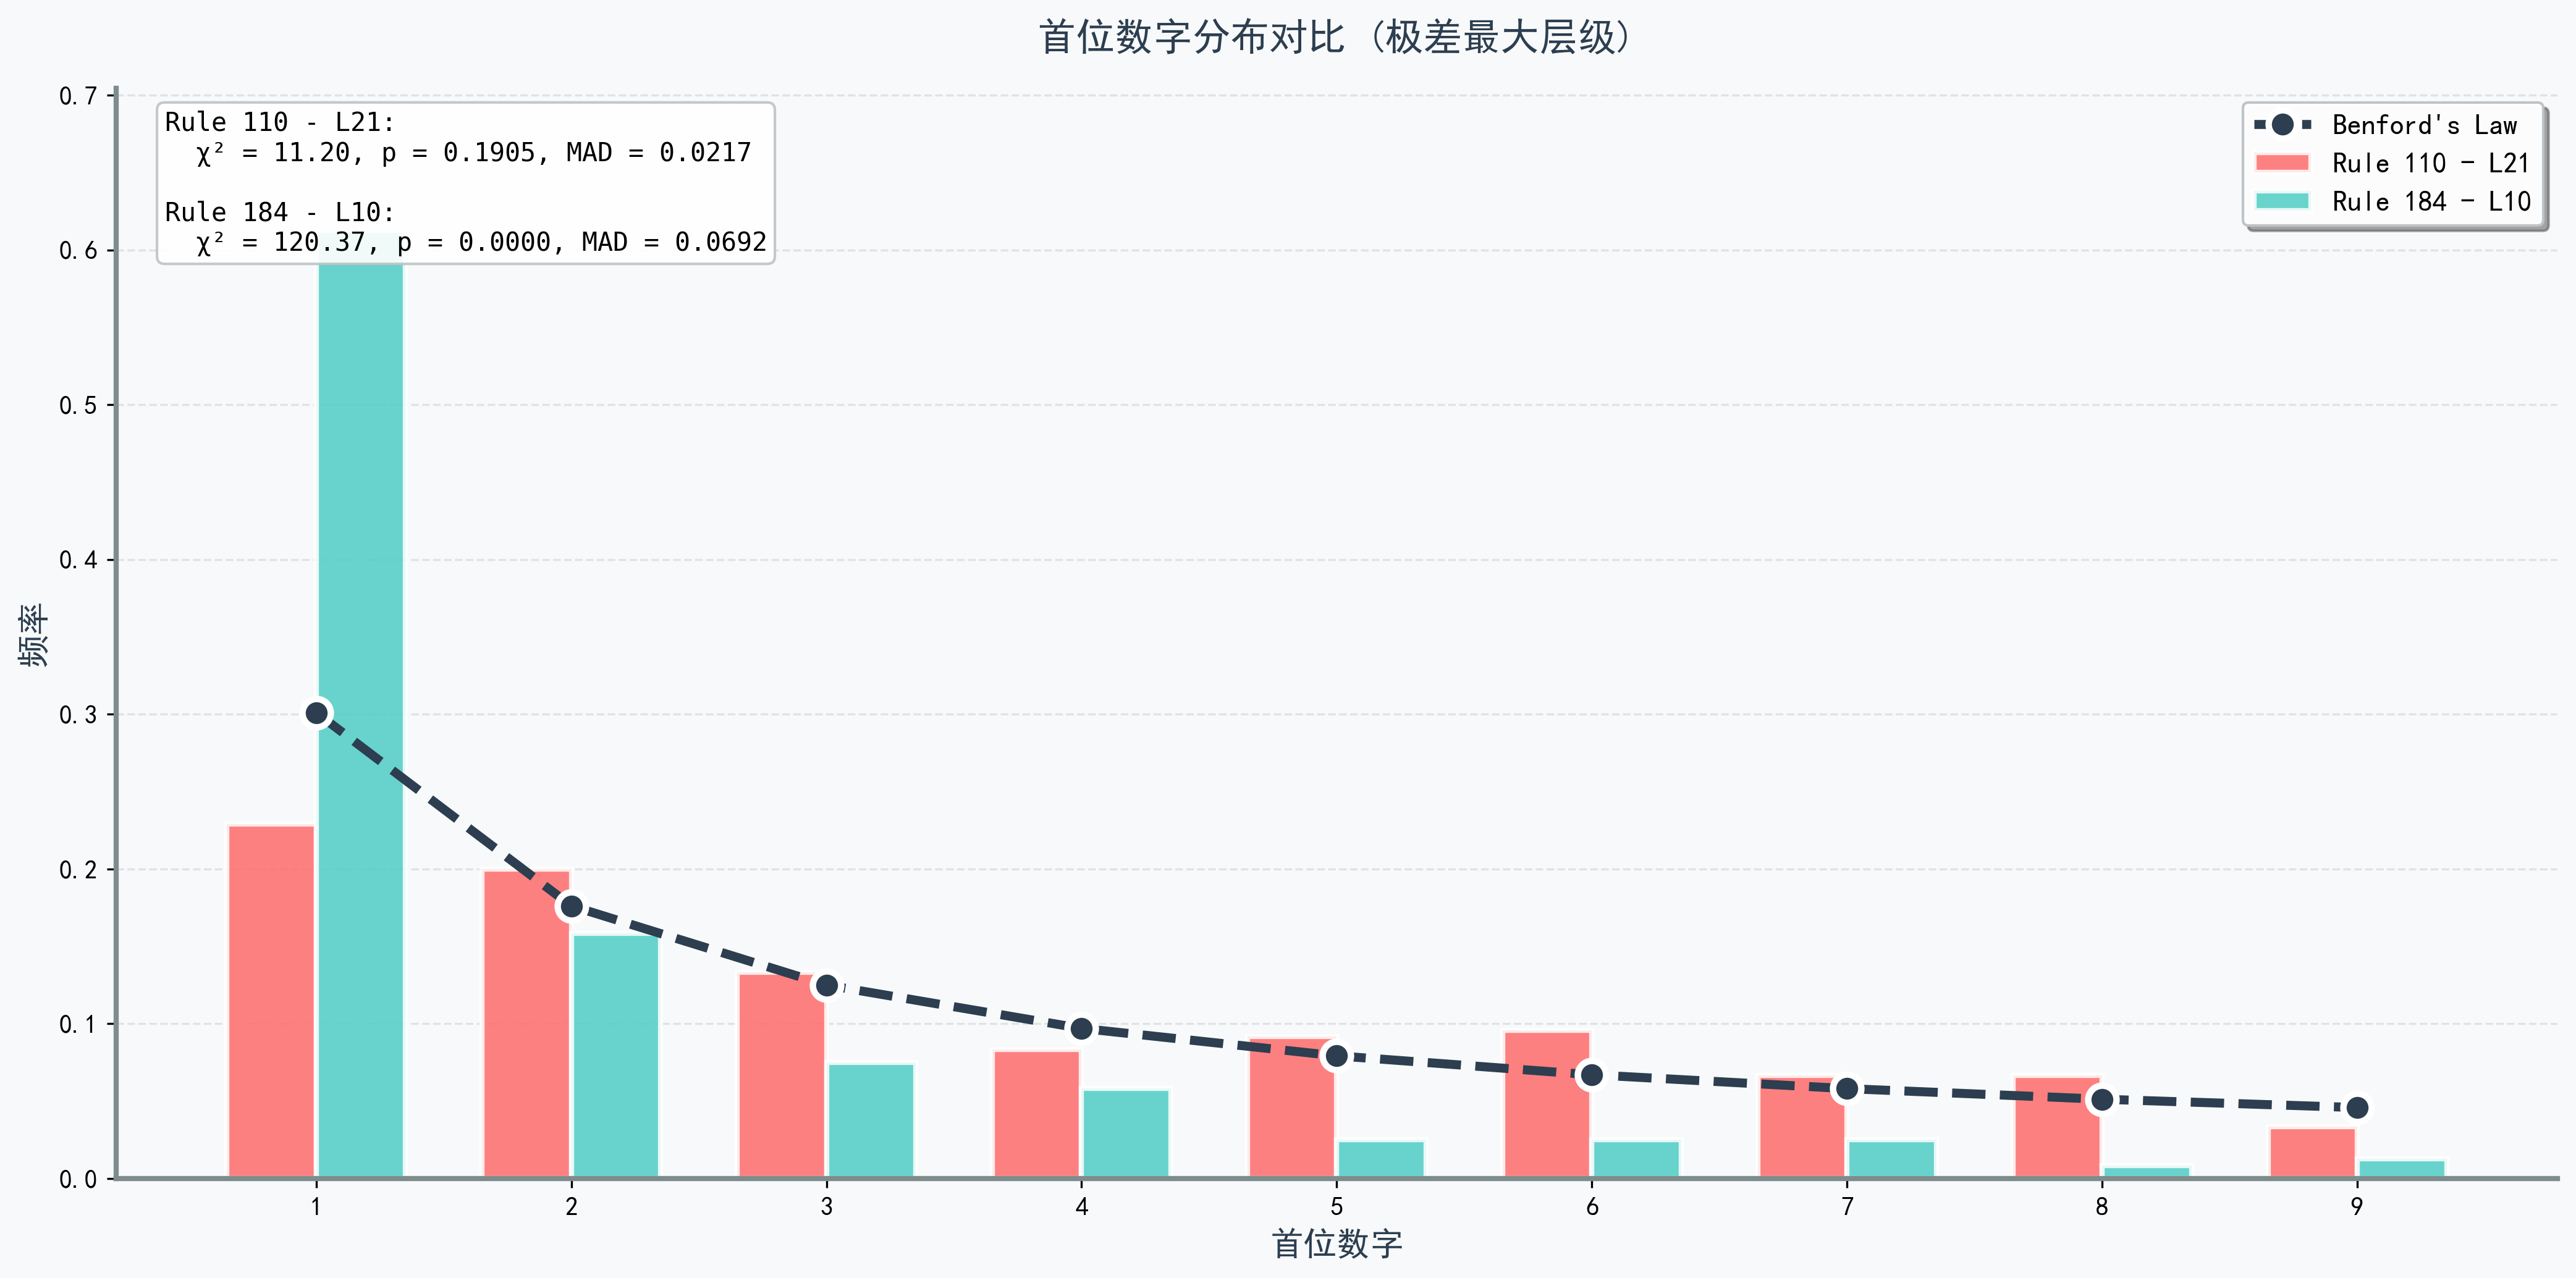 首位数字分布对比 (极差最大层级)
Rule 110 - L21:
χ² = 11.20, p = 0.1905, MAD = 0.0217
Rule 184 - L10:
χ² = 120.37, p = 0.0000, MAD = 0.0692
Benford's Law
Rule 110 - L21
Rule 184 - L10
频率
0.7
0.6
0.5
0.4
0.3
0.2
0.1
0.0
1 2 3 4 5 6 7 8 9
首位数字